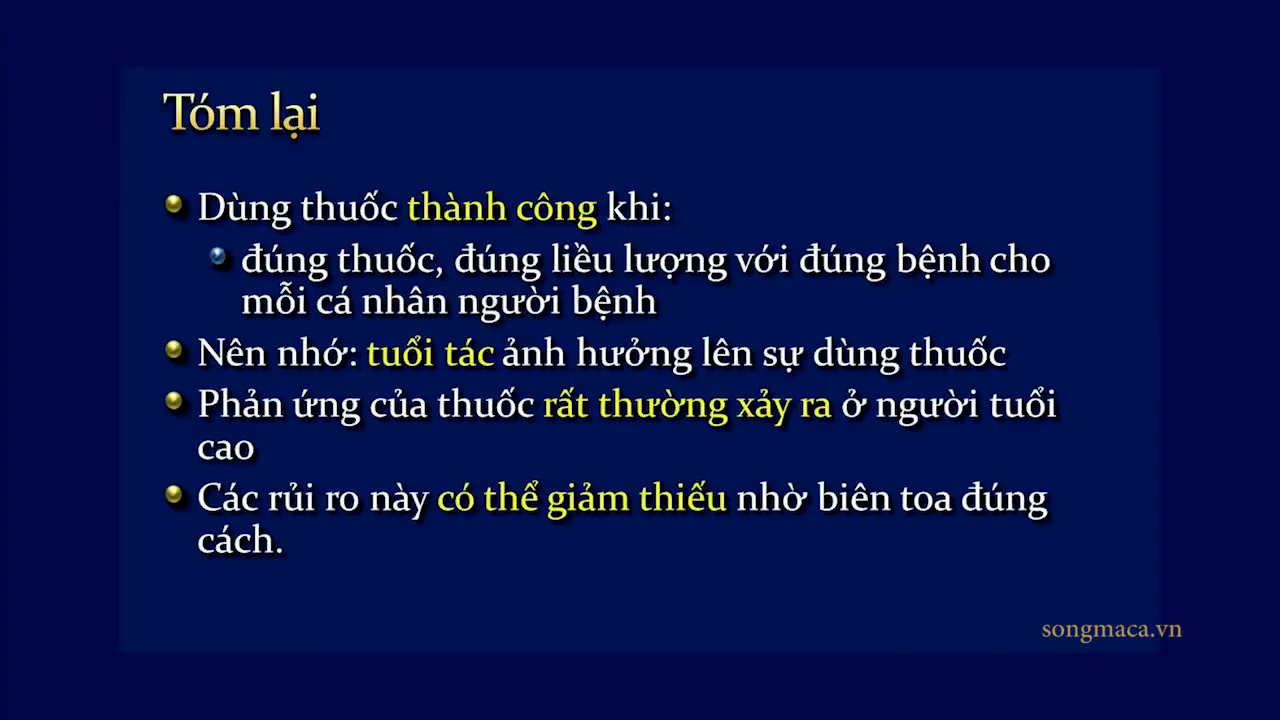 Tóm lại
Dùng thuốc thành công khi:
đúng thuốc, đúng liều lượng với đúng bệnh cho
mỗi cá nhân người bệnh
Nên nhớ: tuổi tác ảnh hưởng lên sự dùng thuốc
Phản ứng của thuốc rất thường xảy ra ở người tuổi
cao
Các rủi ro này có thể giảm thiếu nhờ biên toa đúng
cách.
songmaca.vn